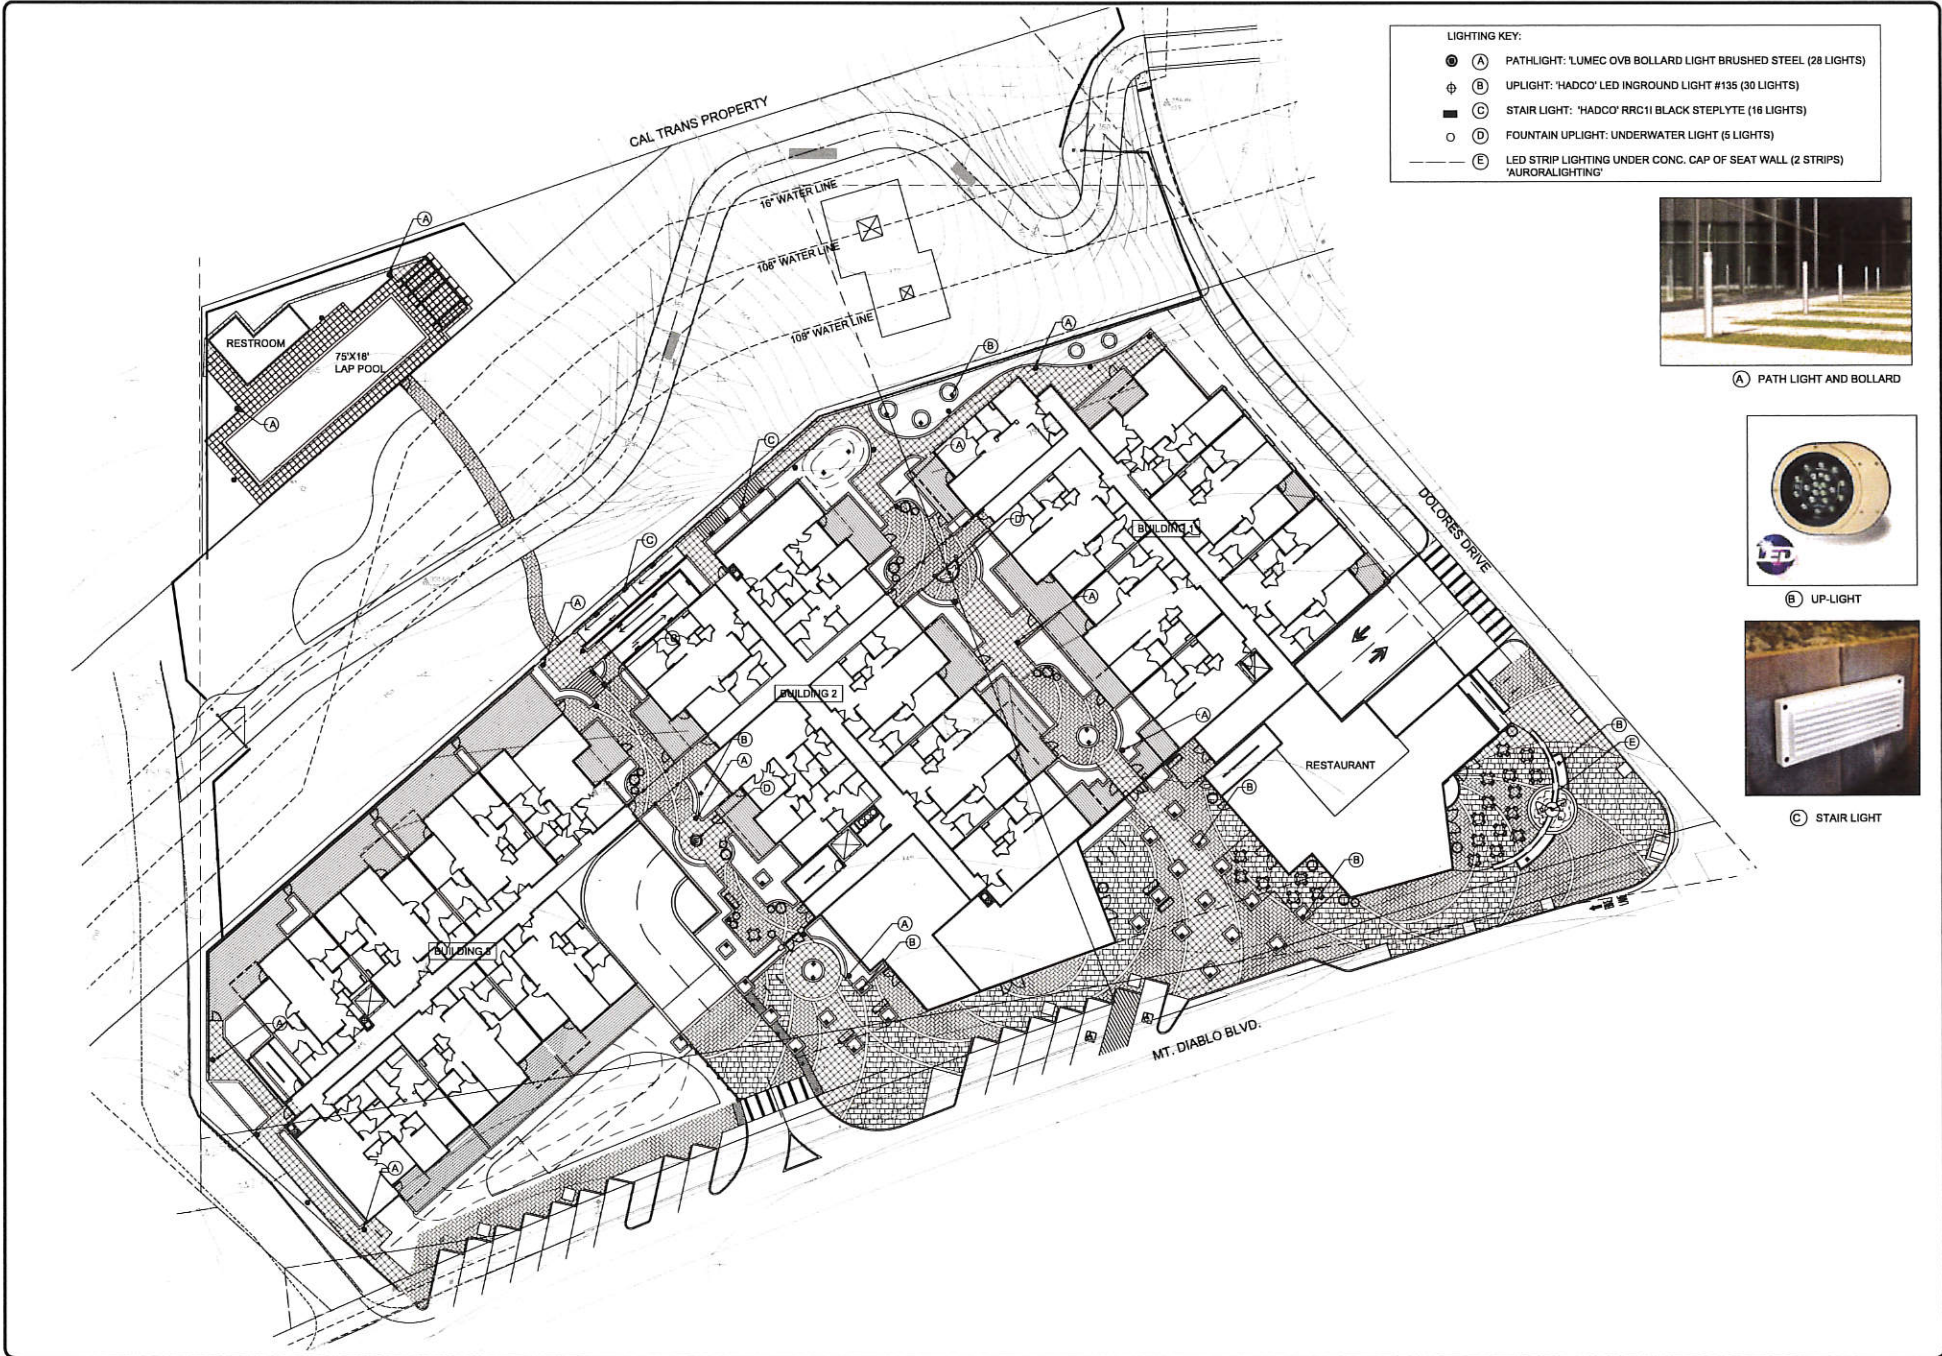 LIGHTING KEY:
A PATHLIGHT: 'LUMEC OVB BOLLARD LIGHT BRUSHED STEEL (28 LIGHTS)
B UPLIGHT: 'HADCO' LED INGROUND LIGHT #135 (30 LIGHTS)
C STAIR LIGHT: 'HADCO' RRC1I BLACK STEPLYTE (16 LIGHTS)
D FOUNTAIN UPLIGHT: UNDERWATER LIGHT (5 LIGHTS)
E LED STRIP LIGHTING UNDER CONC. CAP OF SEAT WALL (2 STRIPS)
'AURORALIGHTING'
CAL TRANS PROPERTY
16" WATER LINE
108" WATER LINE
108" WATER LINE
A
RESTROOM
75'X18'
LAP POOL
A
A
B
A
C
D
C
A
A
B
DOLORES DRIVE
BUILDING 1
BUILDING 2
A
B
A
D
B
E
B
RESTAURANT
B
A
B
BUILDING 3
A
A
MT. DIABLO BLVD.
A PATH LIGHT AND BOLLARD
LED
B UP-LIGHT
C STAIR LIGHT